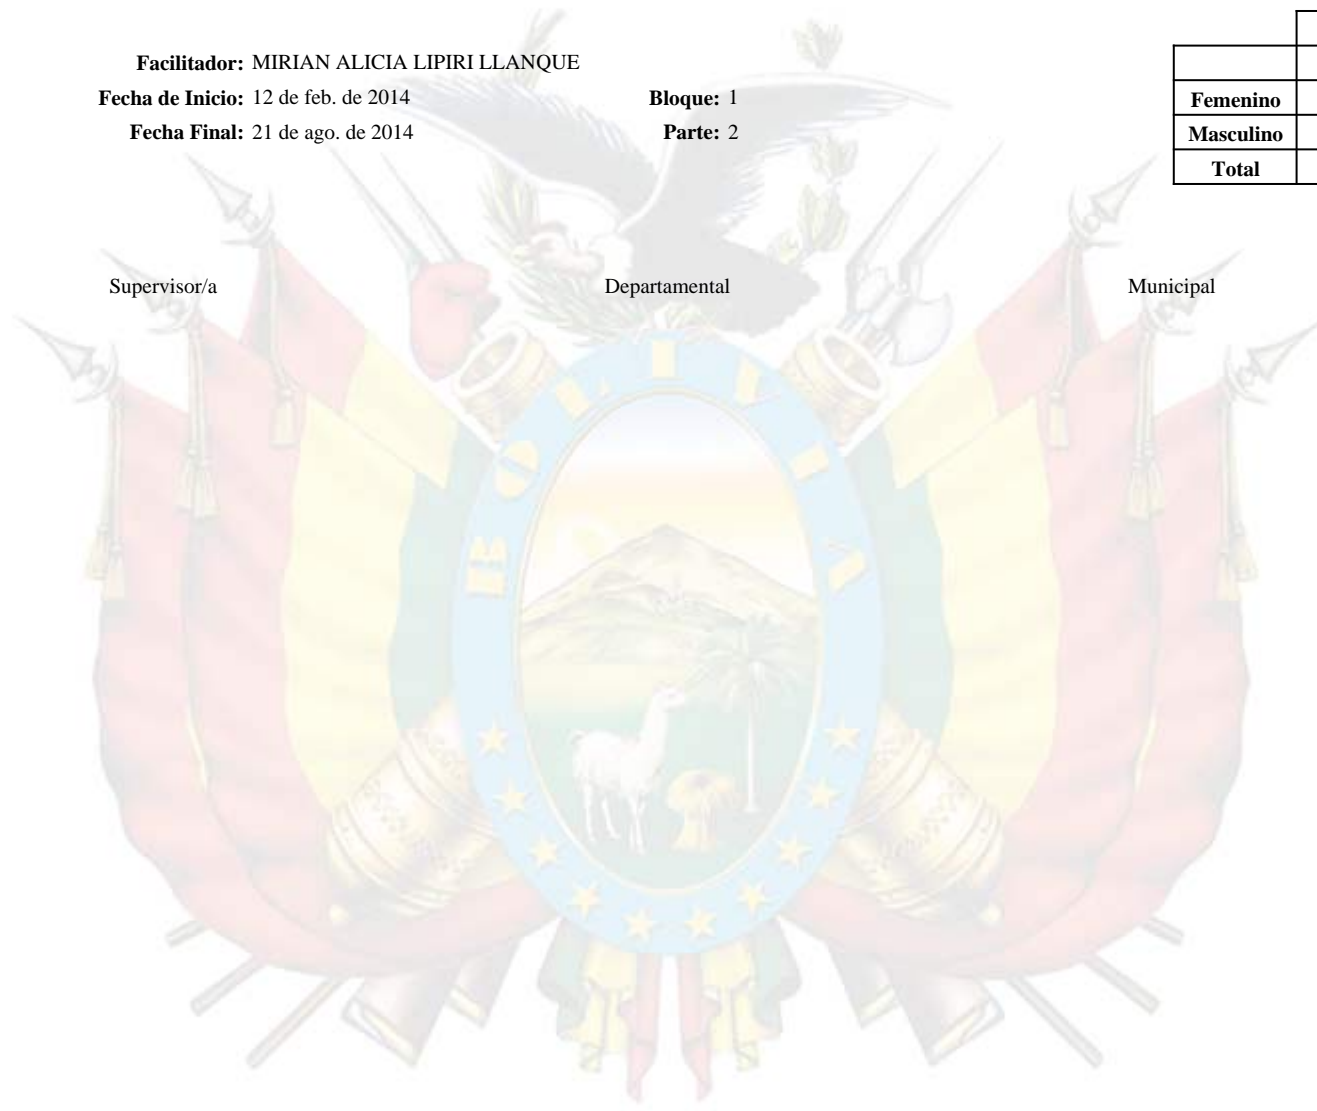 Facilitador: MIRIAN ALICIA LIPIRI LLANQUE
Fecha de Inicio: 12 de feb. de 2014 Bloque: 1
Fecha Final: 21 de ago. de 2014 Parte: 2
Femenino
Masculino
Total
Supervisor/a Departamental Municipal
BOLIVIA